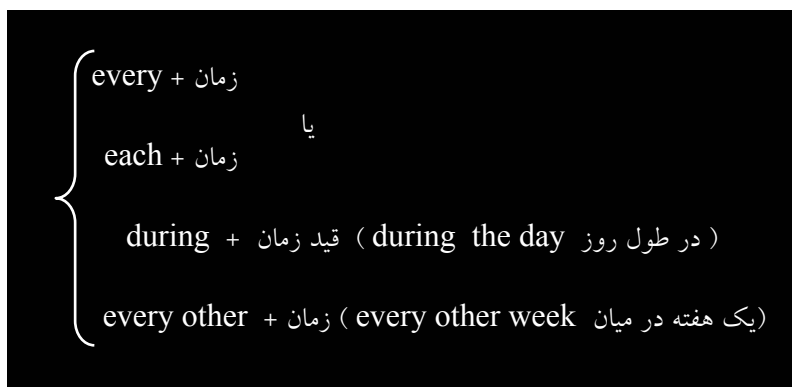 every + زمان
یا
each + زمان
during + قید زمان ( during the day در طول روز )
every other + زمان ( every other week یک هفته در میان)